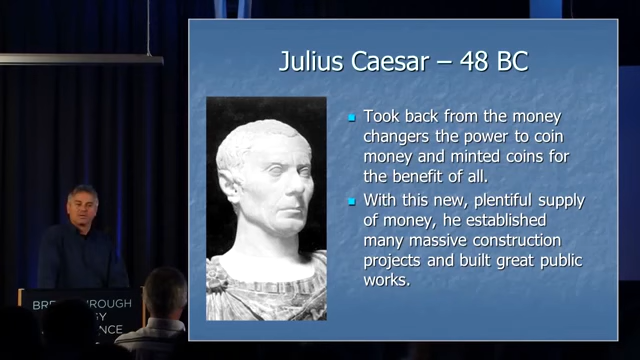 Julius Caesar – 48 BC
Took back from the money
changers the power to coin
money and minted coins for
the benefit of all.
With this new, plentiful supply
of money, he established
many massive construction
projects and built great public
works.